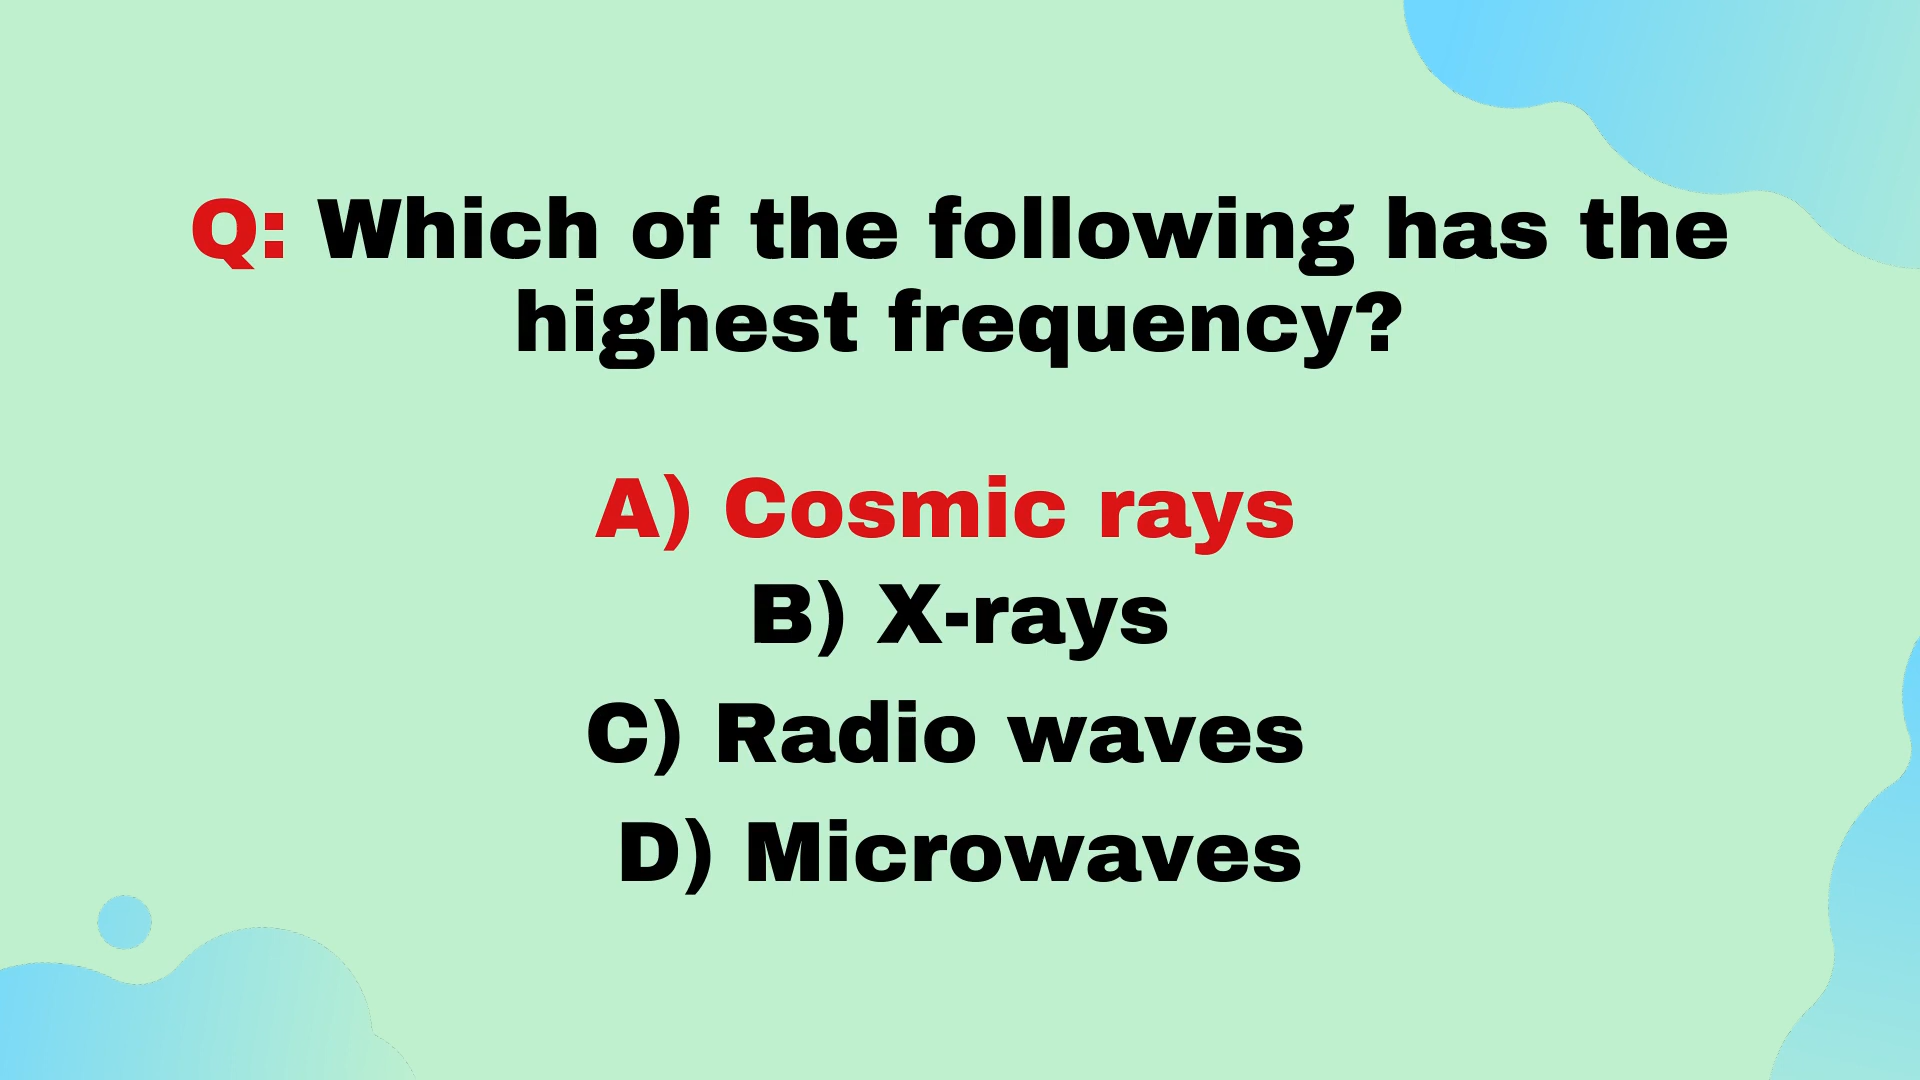 Q: Which of the following has the
highest frequency?
A) Cosmic rays
B) X-rays
C) Radio waves
D) Microwaves